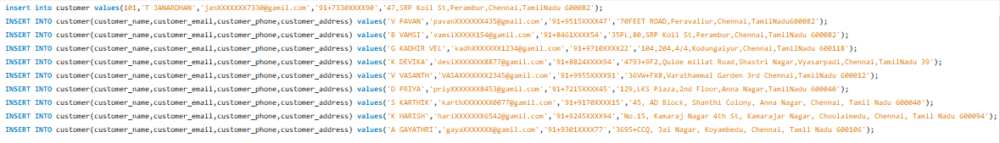 insert into customer values(101,'T JANARDHAN','janXXXXXXX7330@gamil.com','91+7330XXXX90','47,SRP Koil St,Perambur,Chennai,TamilNadu 600082');
INSERT INTO customer(customer_name,customer_email,customer_phone,customer_address) values('V PAVAN','pavanXXXXXXX435@gmail.com','91+9515XXXX47','70FEET ROAD,Peravallur,Chennai,TamilNadu600082');
INSERT INTO customer(customer_name,customer_email,customer_phone,customer_address) values('B VAMSI','vamsiXXXXX154@gamil.com','91+8461XXXX54','35PL,80,SRP Koil St,Perambur,Chennai,TamilNadu 600082');
INSERT INTO customer(customer_name,customer_email,customer_phone,customer_address) values('G KADHIR VEL','kadhXXXXXXX1234@gamil.com','91+9710XXXX22','104,204,4/4,Kodungaiyur,Chennai,TamilNadu 600118');
INSERT INTO customer(customer_name,customer_email,customer_phone,customer_address) values('K DEVIKA','deviXXXXXXX8877@gamil.com','91+8824XXXX94','4793+9F2,Quide millat Road,Shastri Nagar,Vyasarpadi,Chennai,TamilNadu 39');
INSERT INTO customer(customer_name,customer_email,customer_phone,customer_address) values('V VASANTH','VASAXXXXXXX2345@gamil.com','91+9955XXXX91','36VW+FX8,Varathammal Garden 3rd Chennai,TamilNadu 600012');
INSERT INTO customer(customer_name,customer_email,customer_phone,customer_address) values('D PRIYA','priyXXXXXXX8453@gamil.com','91+7215XXXX45','129,LKS Plaza,2nd Floor,Anna Nagar,TamilNadu 600040');
INSERT INTO customer(customer_name,customer_email,customer_phone,customer_address) values('S KARTHIK','karthXXXXXXX0077@gamil.com','91+9170XXXX15','45, AD Block, Shanthi Colony, Anna Nagar, Chennai, Tamil Nadu 600040');
INSERT INTO customer(customer_name,customer_email,customer_phone,customer_address) values('K HARISH','hariXXXXXXX6542@gamil.com','91+9245XXXX94','No.15, Kamaraj Nagar 4th St, Kamarajar Nagar, Choolaimedu, Chennai, Tamil Nadu 600094');
INSERT INTO customer(customer_name,customer_email,customer_phone,customer_address) values('A GAYATHRI','gayaXXXXXXX@gamil.com','91+9301XXXX77','3695+CCQ, Jai Nagar, Koyambedu, Chennai, Tamil Nadu 600106');